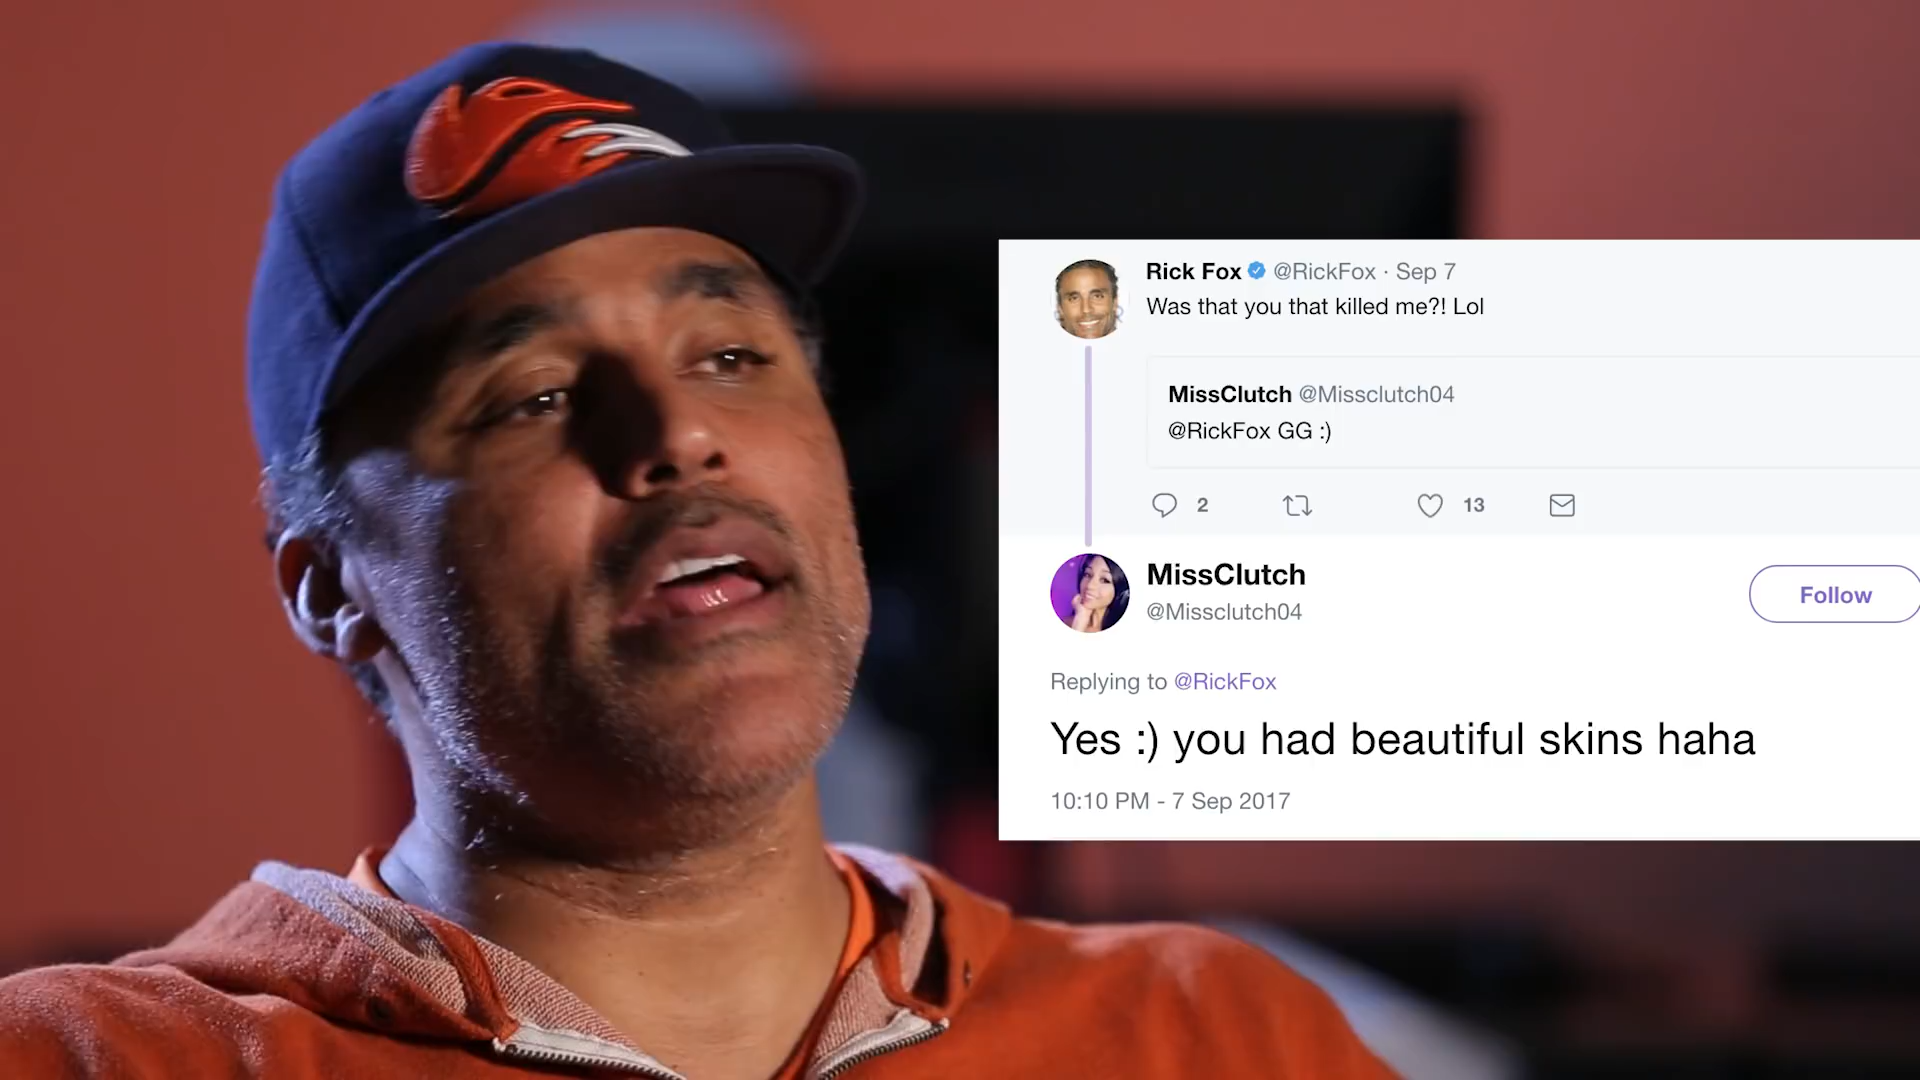 Rick Fox @RickFox · Sep 7
Was that you that killed me?! Lol
MissClutch @Missclutch04
@RickFox GG :)
2 13
MissClutch
@Missclutch04
Follow
Replying to @RickFox
Yes :) you had beautiful skins haha
10:10 PM - 7 Sep 2017